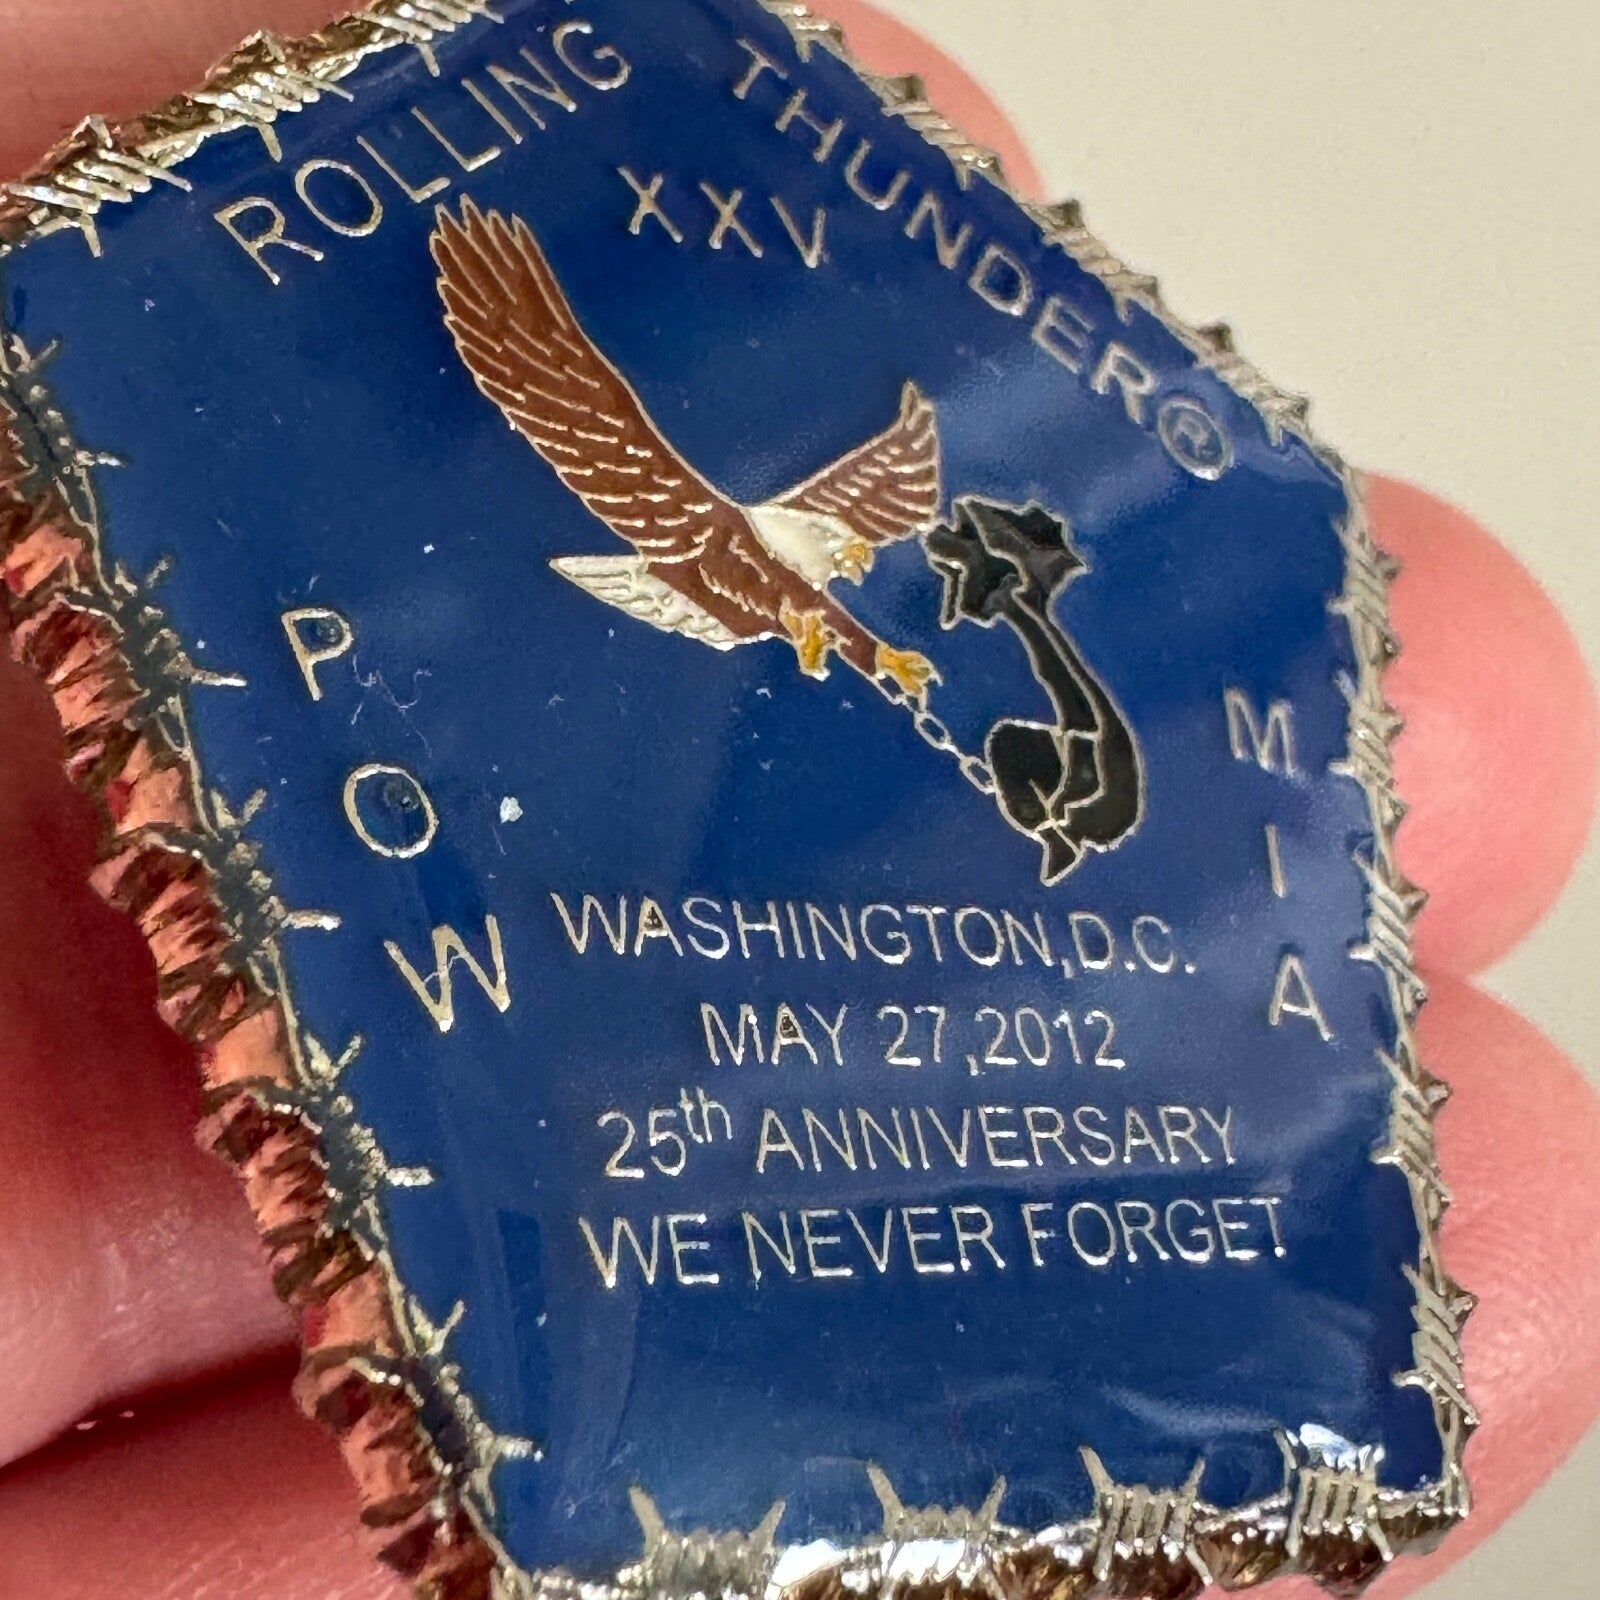 ROLLING THUNDER®
XXV
POW
MIA
WASHINGTON,D.C.
MAY 27,2012
25th ANNIVERSARY
WE NEVER FORGET